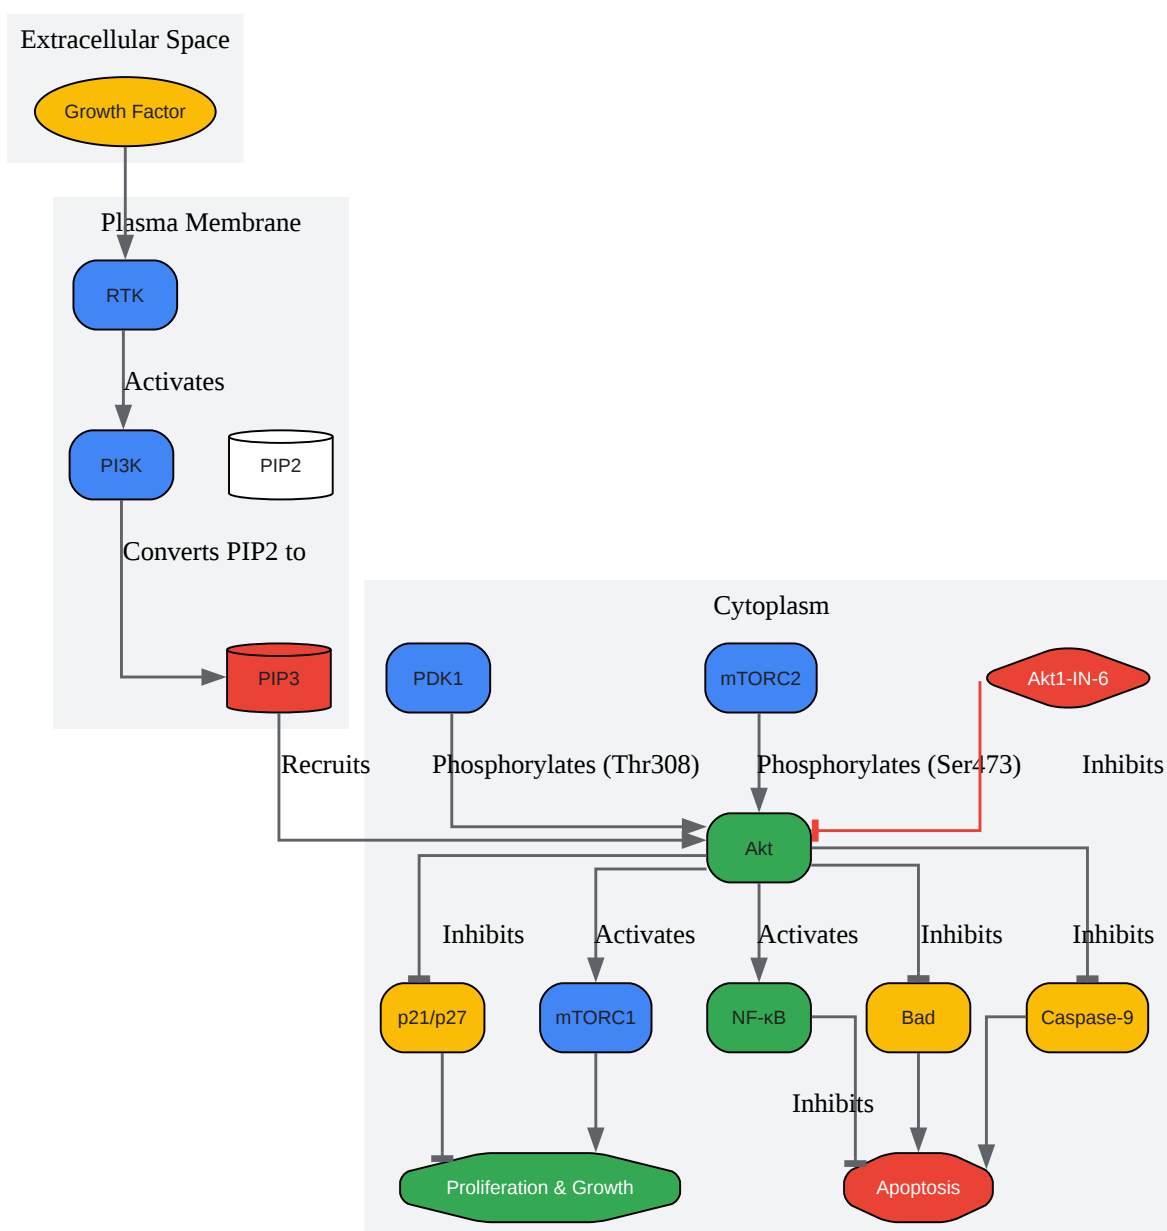 Extracellular Space
Growth Factor
Plasma Membrane
RTK
Activates
PI3K
PIP2
Converts PIP2 to
Cytoplasm
PIP3
PDK1
mTORC2
Akt1-IN-6
Recruits
Phosphorylates (Thr308)
Phosphorylates (Ser473)
Inhibits
Akt
Inhibits
Activates
Activates
Inhibits
Inhibits
p21/p27
mTORC1
NF-κB
Bad
Caspase-9
Inhibits
Proliferation & Growth
Apoptosis